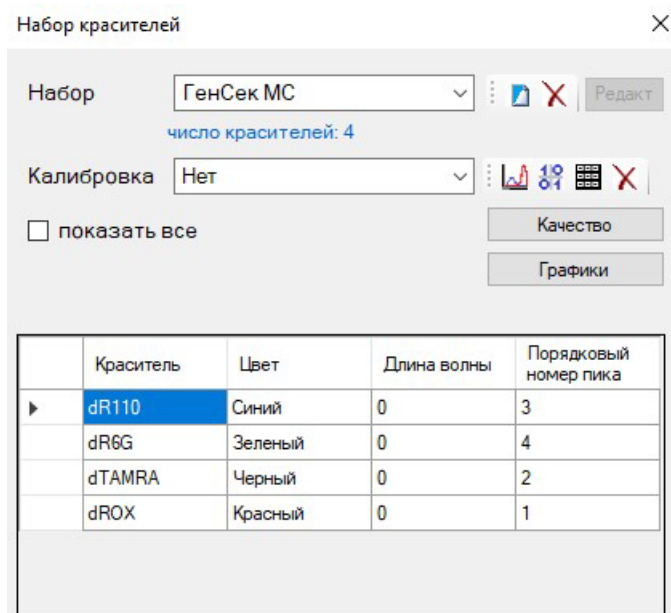 Набор красителей
Набор ГенСек МС Редакт
число красителей: 4
Калибровка Нет
показать все Качество
Графики
Краситель Цвет Длина волны Порядковый номер пика
dR110 Синий 0 3
dR6G Зеленый 0 4
dTAMRA Черный 0 2
dROX Красный 0 1